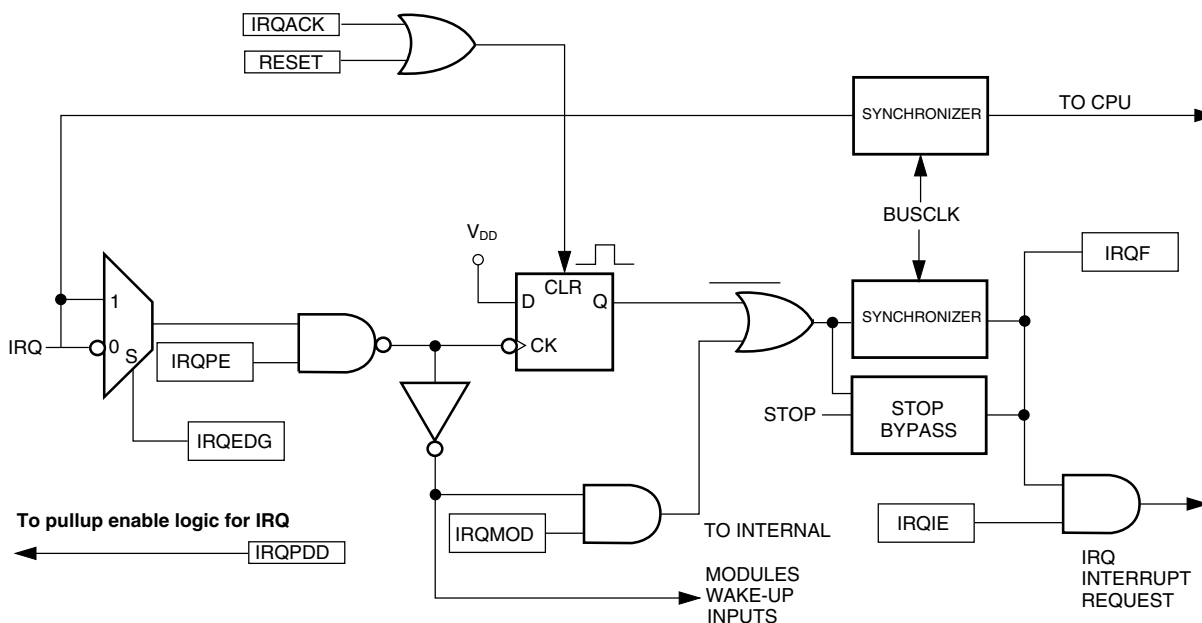 IRQACK
RESET
SYNCHRONIZER
TO CPU
BUSCLK
VDD
IRQF
CLR
1
D
Q
SYNCHRONIZER
IRQ
0
S
IRQPE
CK
STOP
STOP
BYPASS
IRQEDG
To pullup enable logic for IRQ
IRQPDD
IRQMOD
TO INTERNAL
MODULES
WAKE-UP
INPUTS
IRQIE
IRQ
INTERRUPT
REQUEST